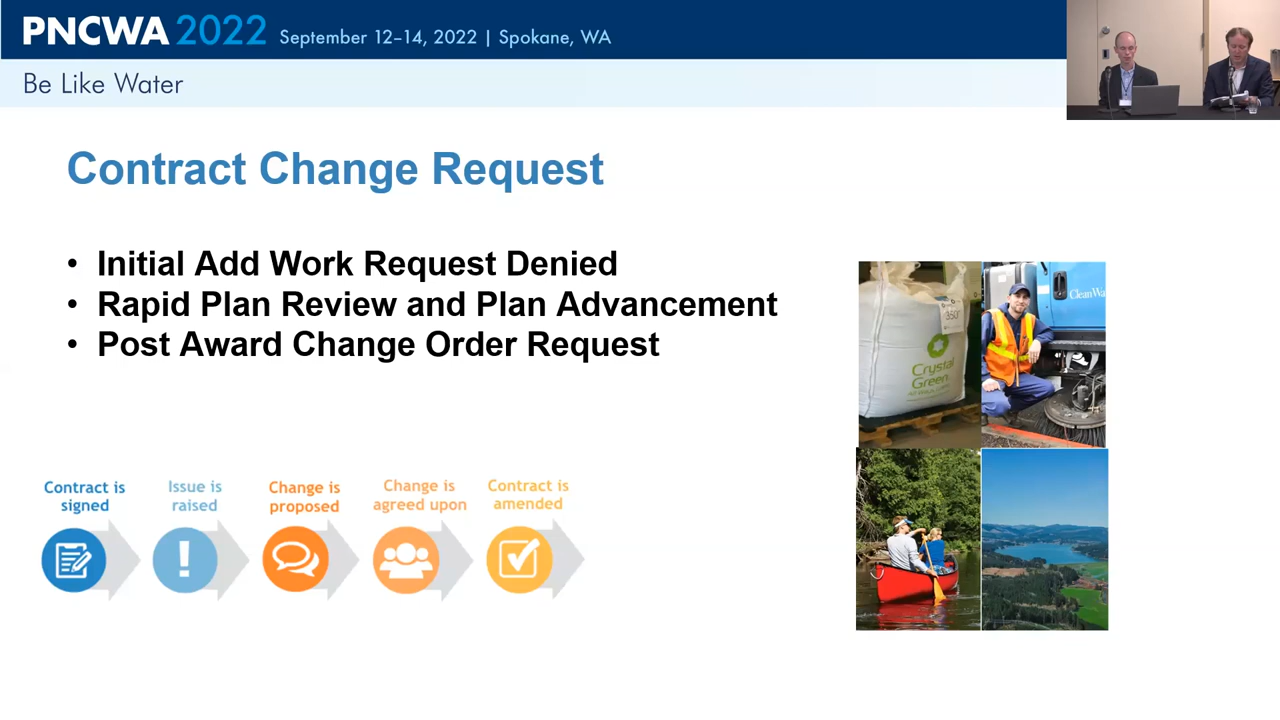 PNCWA 2022 September 12–14, 2022 | Spokane, WA
Be Like Water
Contract Change Request
• Initial Add Work Request Denied
• Rapid Plan Review and Plan Advancement
• Post Award Change Order Request
Contract is
signed
Issue is
raised
Change is
proposed
Change is
agreed upon
Contract is
amended
Crystal
Green
CleanWa